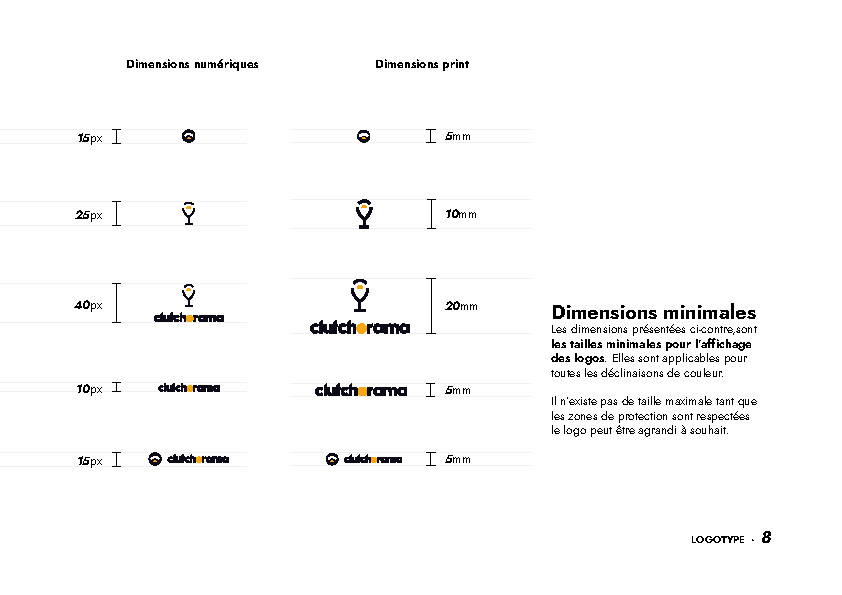 Dimensions numériques
Dimensions print
15px
5mm
25px
10mm
40px
clutchorama
clutchorama
20mm
10px
clutchorama
clutchorama
5mm
15px
clutchorama
clutchorama
5mm
Dimensions minimales
Les dimensions présentées ci-contre,sont
les tailles minimales pour l'affichage
des logos. Elles sont applicables pour
toutes les déclinaisons de couleur.
Il n'existe pas de taille maximale tant que
les zones de protection sont respectées
le logo peut être agrandi à souhait.
LOGOTYPE - 8